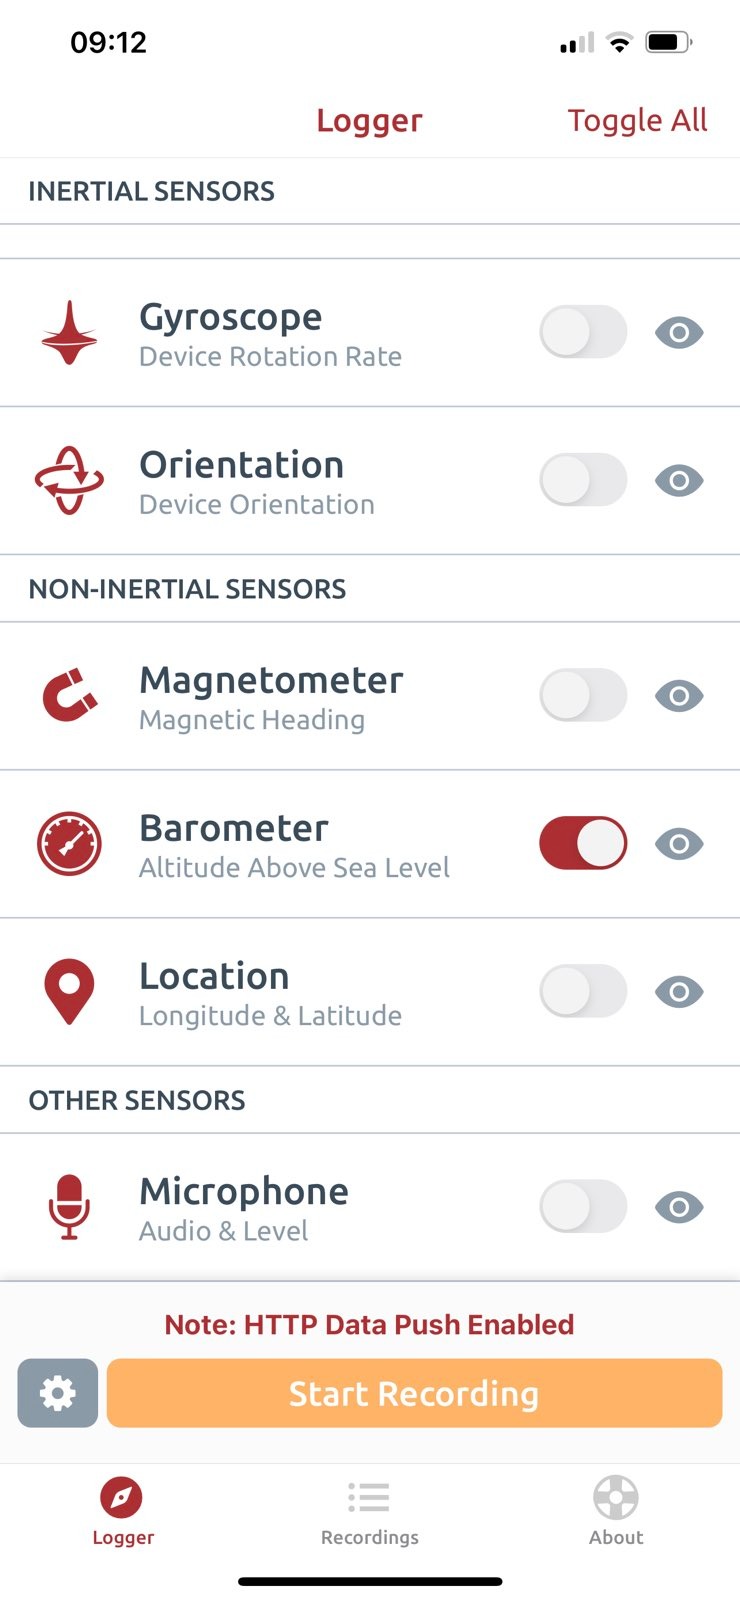 09:12
Logger
Toggle All
INERTIAL SENSORS
Gyroscope
Device Rotation Rate
Orientation
Device Orientation
NON-INERTIAL SENSORS
Magnetometer
Magnetic Heading
Barometer
Altitude Above Sea Level
Location
Longitude & Latitude
OTHER SENSORS
Microphone
Audio & Level
Note: HTTP Data Push Enabled
Start Recording
Logger
Recordings
About